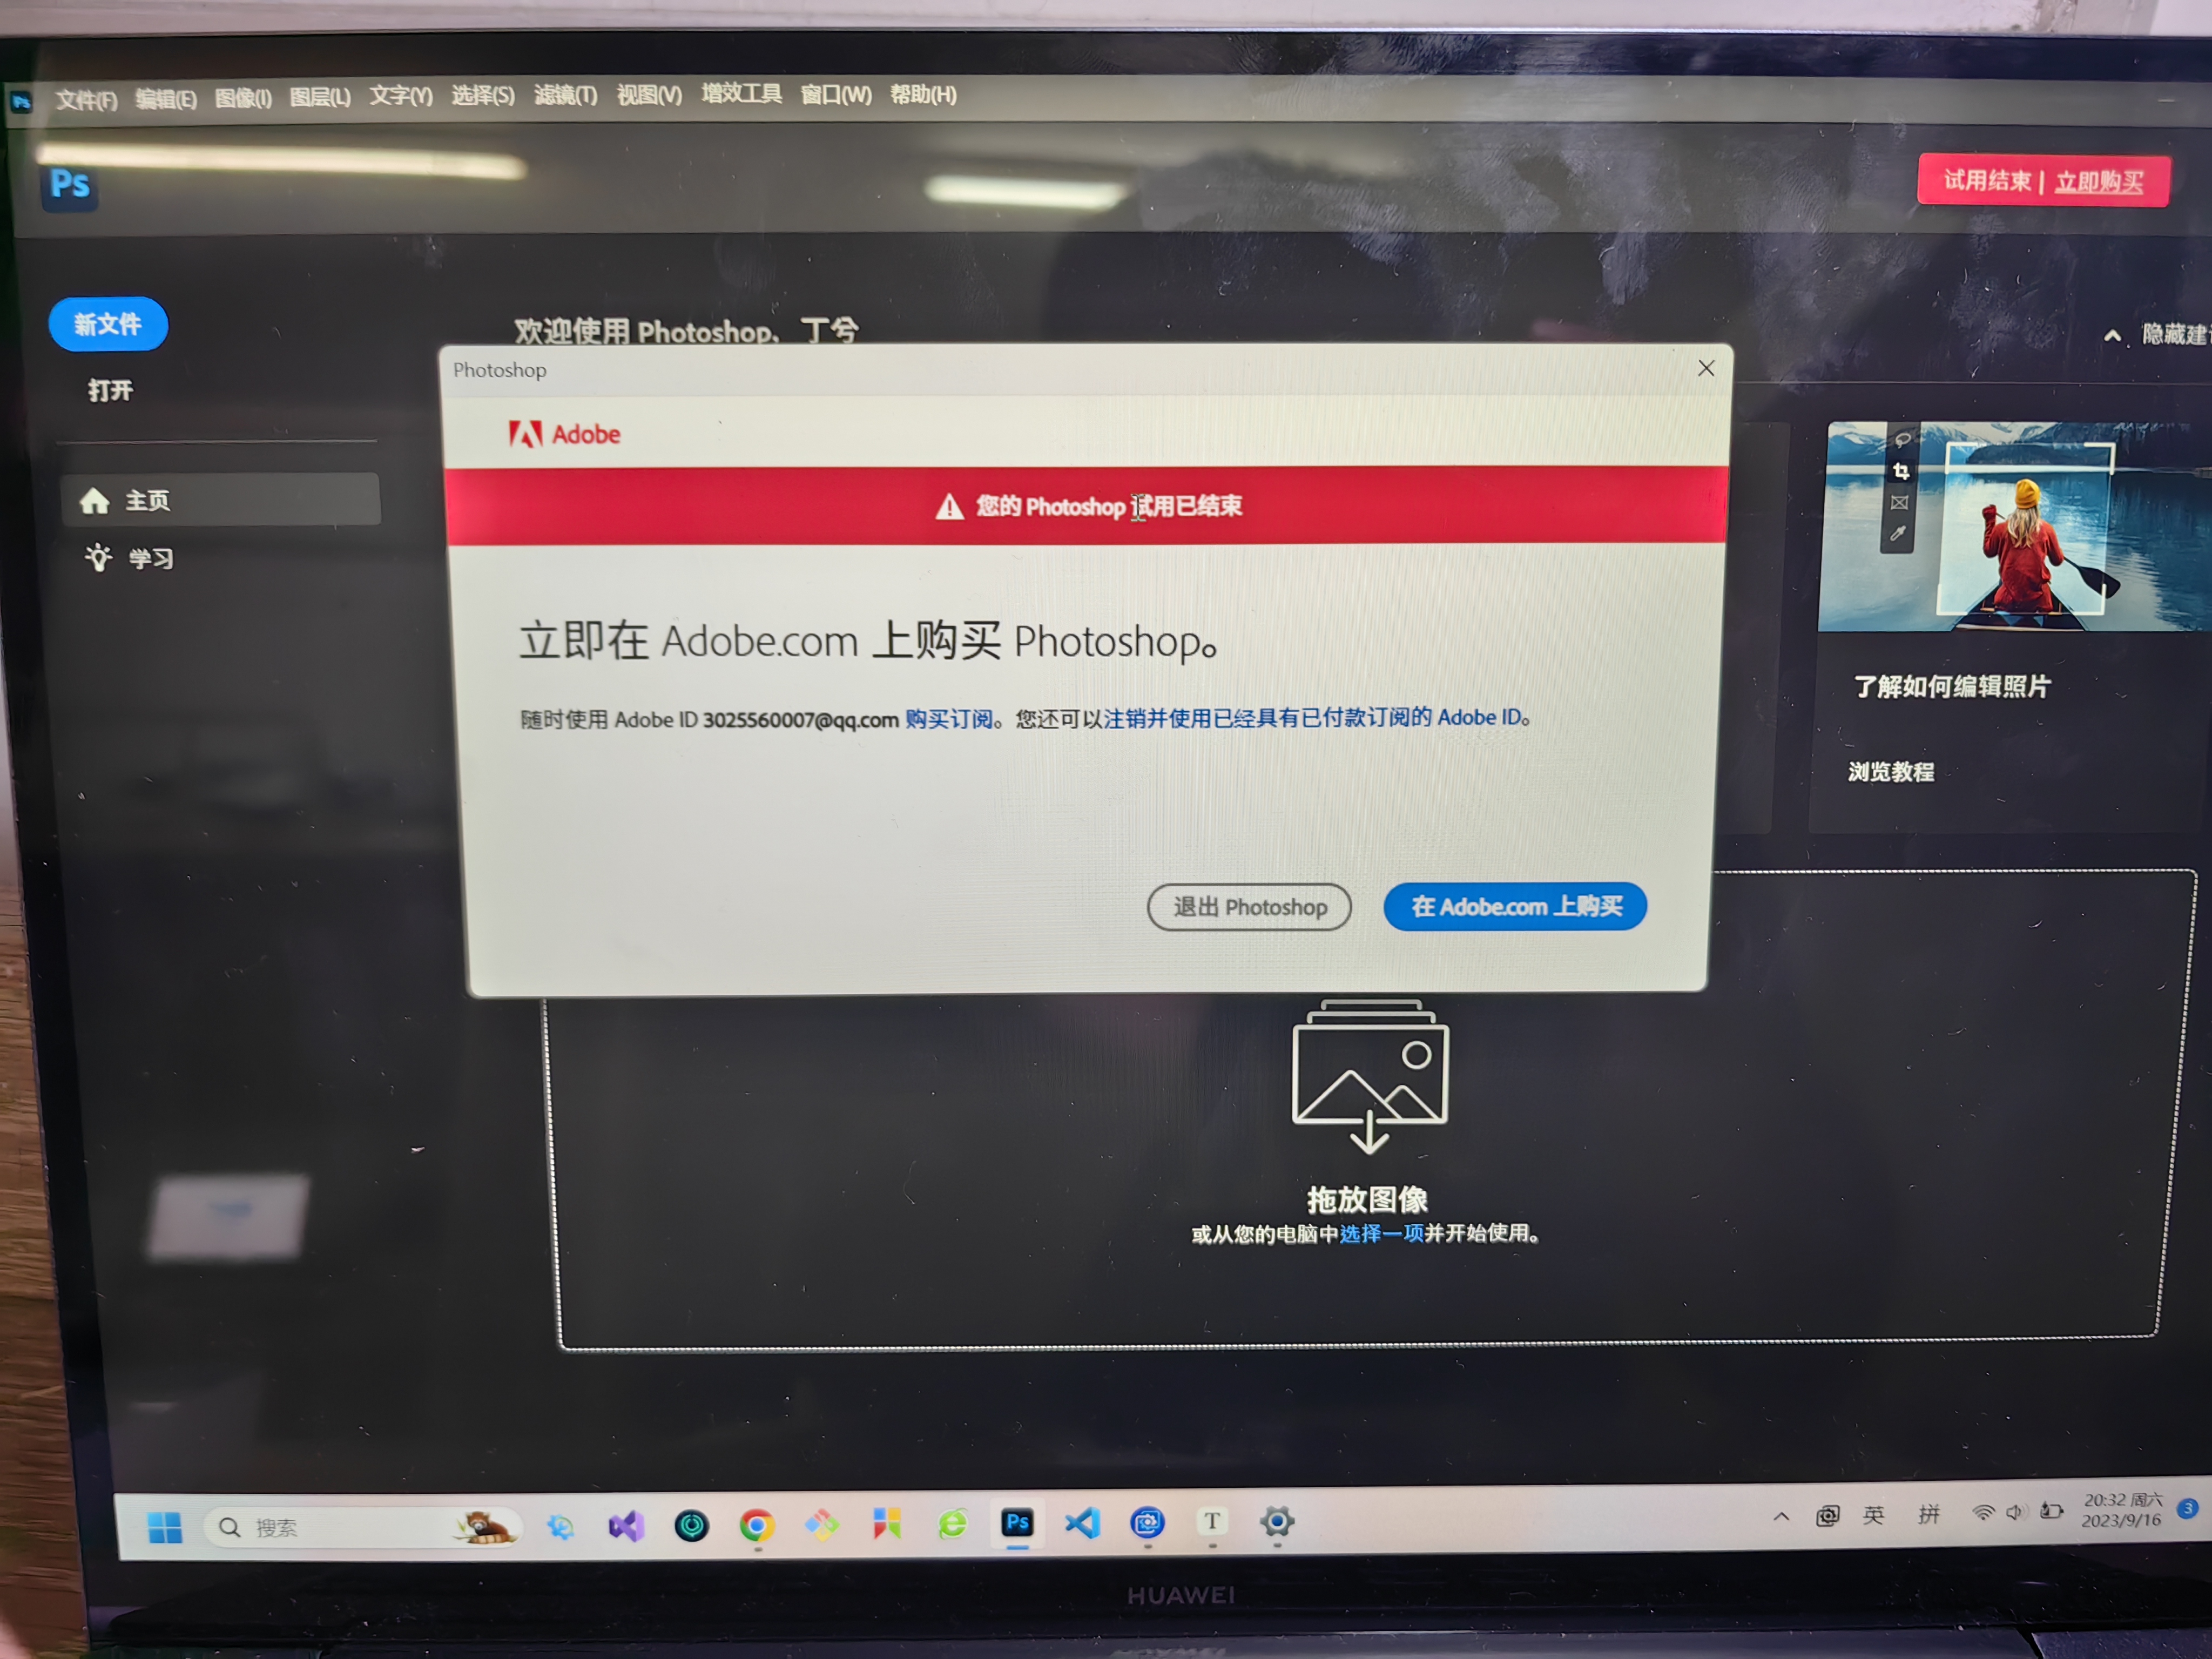 Ps 文件(F) 编辑(E) 图像(I) 图层(L) 文字(Y) 选择(S) 滤镜(T) 视图(V) 增效工具 窗口(W) 帮助(H)
Ps
试用结束 | 立即购买
新文件
欢迎使用 Photoshop, 丁兮
隐藏建
打开
Photoshop
Adobe
主页
您的 Photoshop 试用已结束
学习
立即在 Adobe.com 上购买 Photoshop。
随时使用 Adobe ID 3025560007@qq.com 购买订阅。您还可以注销并使用已经具有已付款订阅的 Adobe ID。
了解如何编辑照片
浏览教程
退出 Photoshop
在 Adobe.com 上购买
拖放图像
或从您的电脑中选择一项并开始使用。
搜索
Ps
T
英
拼
20:32 周六
2023/9/16
3
HUAWEI